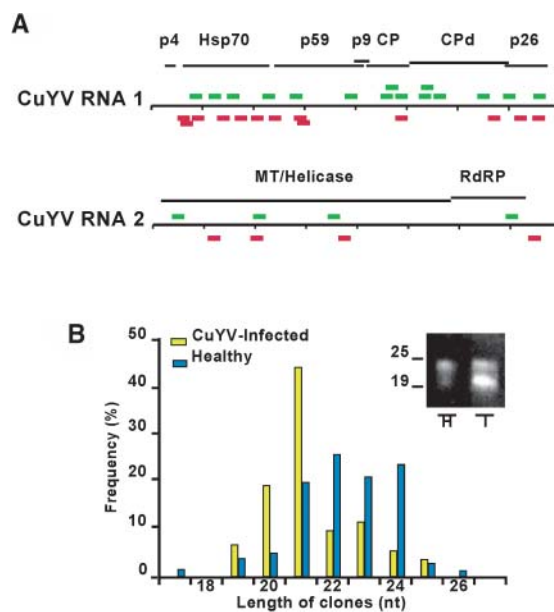 A
p4 Hsp70 p59 p9 CP CPd p26
CuYV RNA 1
MT/Helicase RdRP
CuYV RNA 2
B
50
40
30
20
10
0
CuYV-Infected
Healthy
25
19
H I
Frequency (%)
18 20 22 24 26
Length of clones (nt)